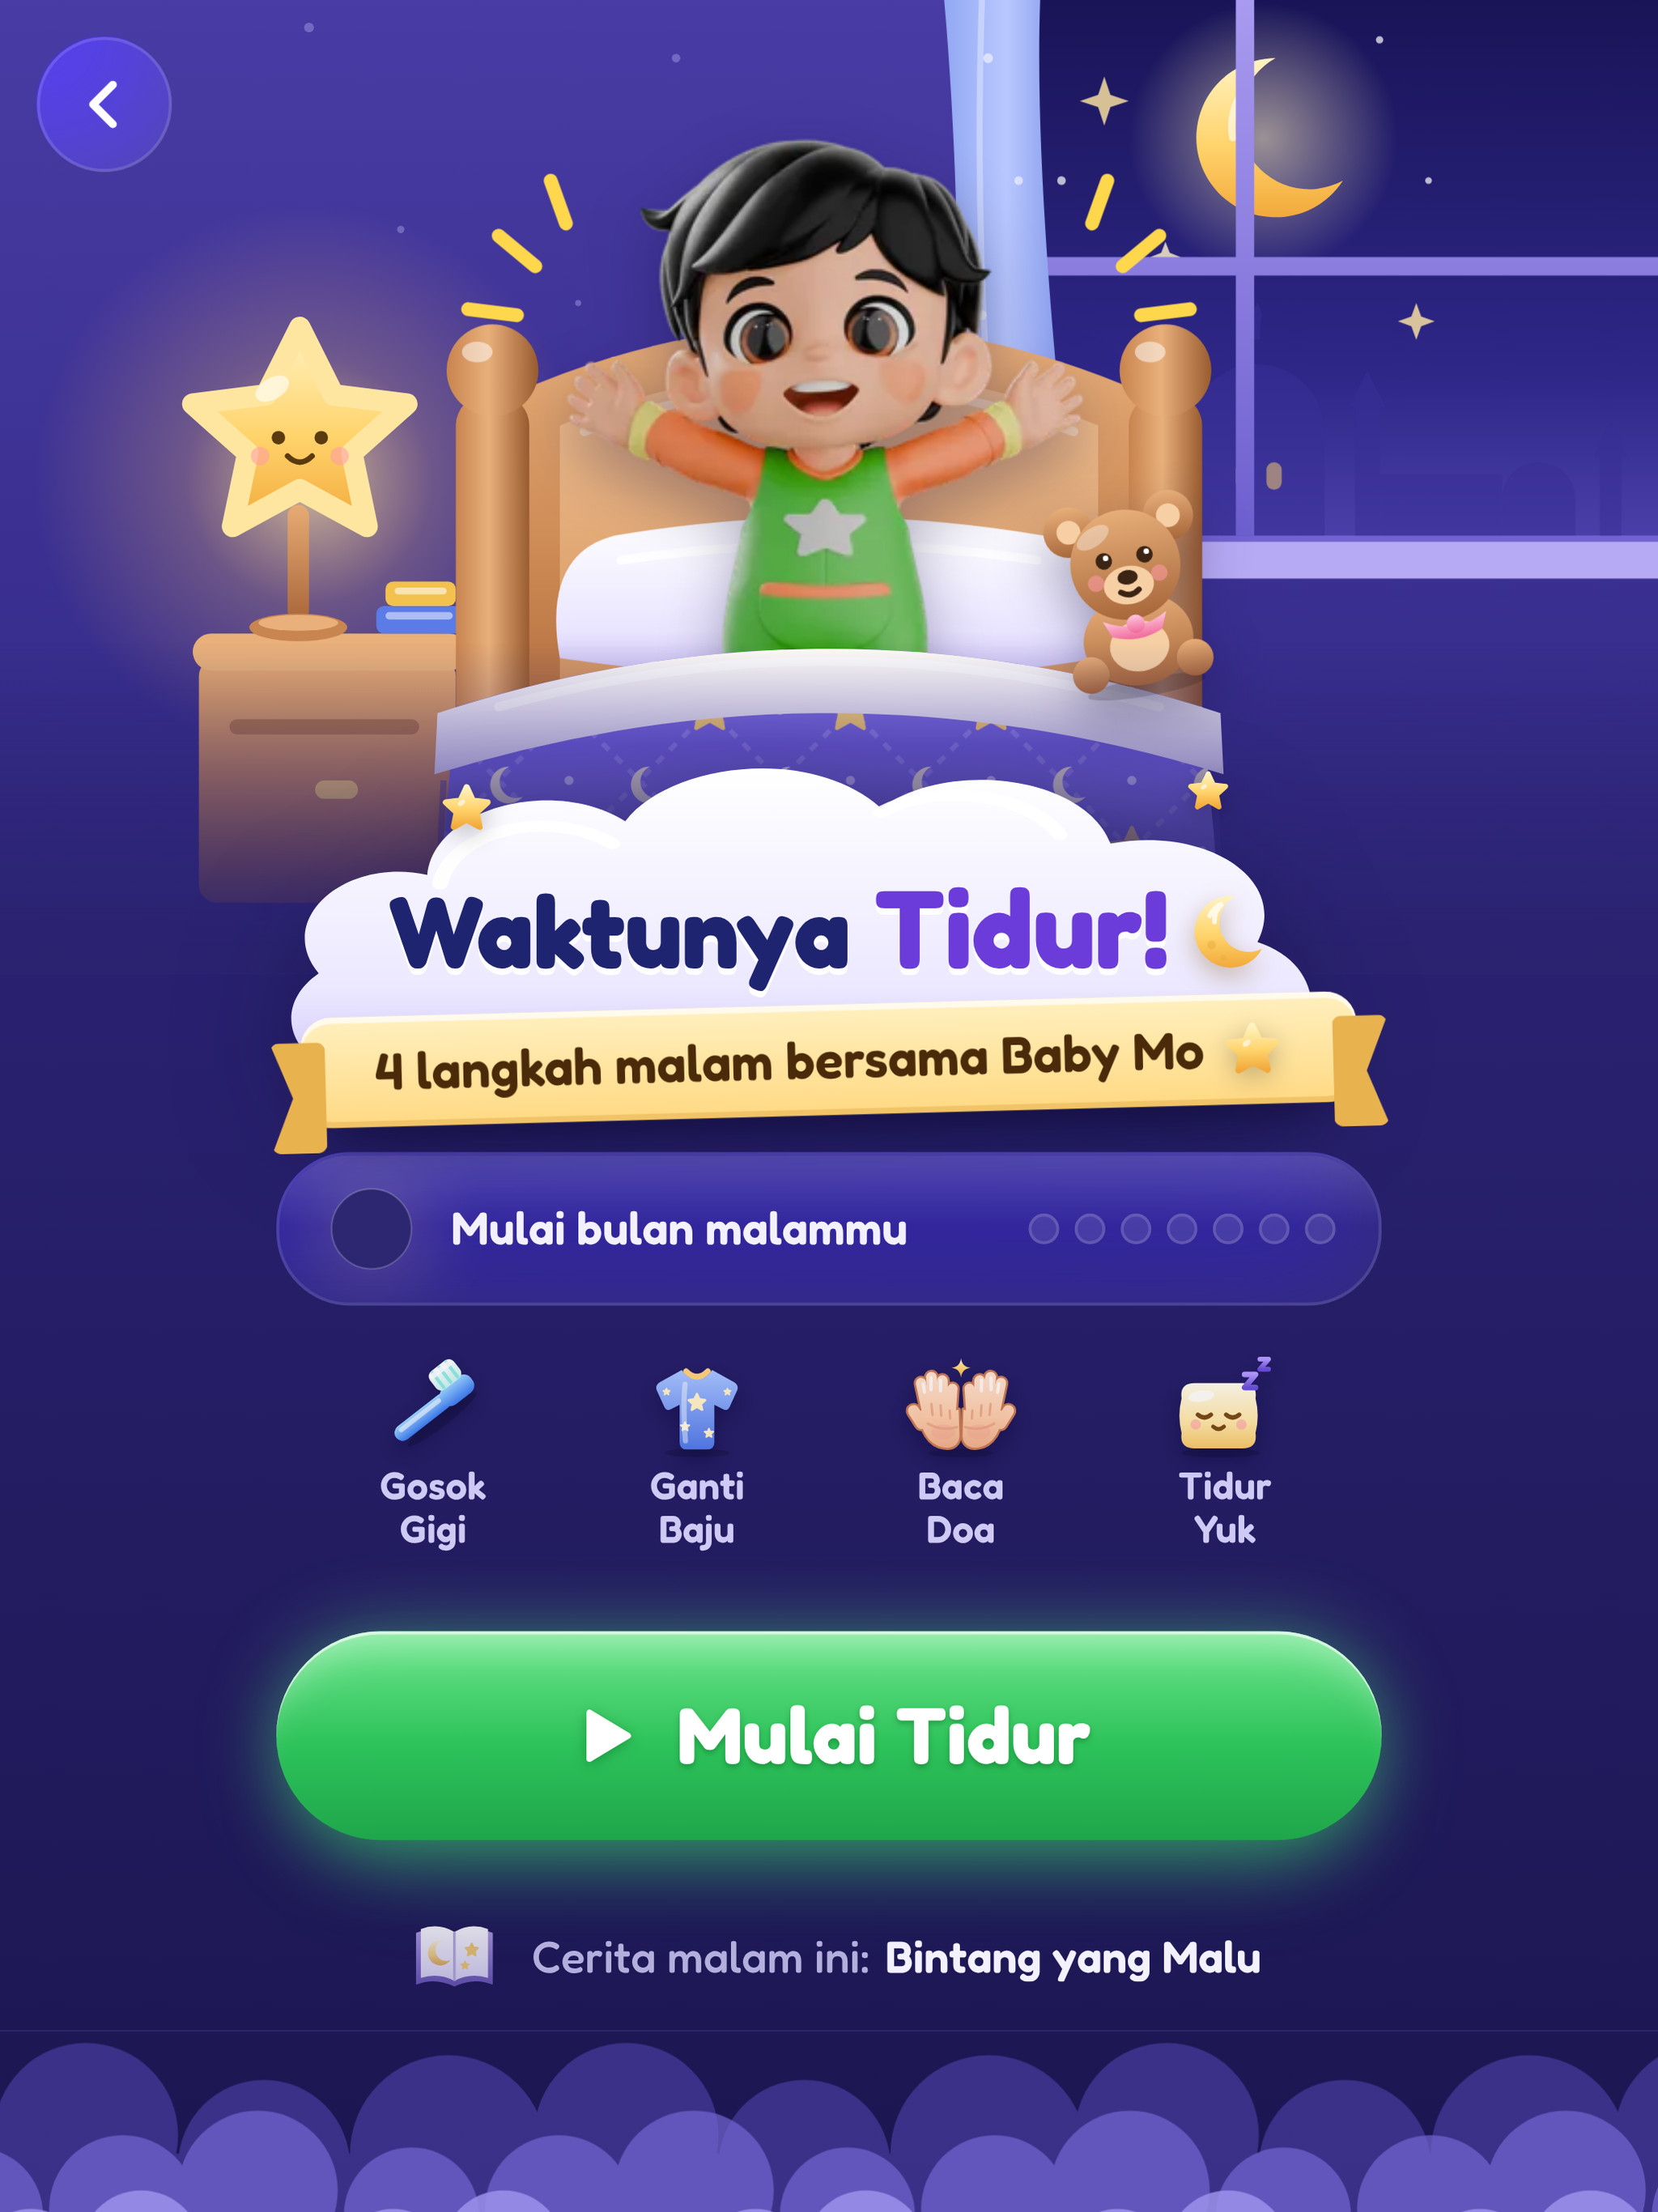 Waktunya Tidur!
4 langkah malam bersama Baby Mo
Mulai bulan malammu
Gosok
Gigi
Ganti
Baju
Baca
Doa
z z
Tidur
Yuk
Mulai Tidur
Cerita malam ini: Bintang yang Malu